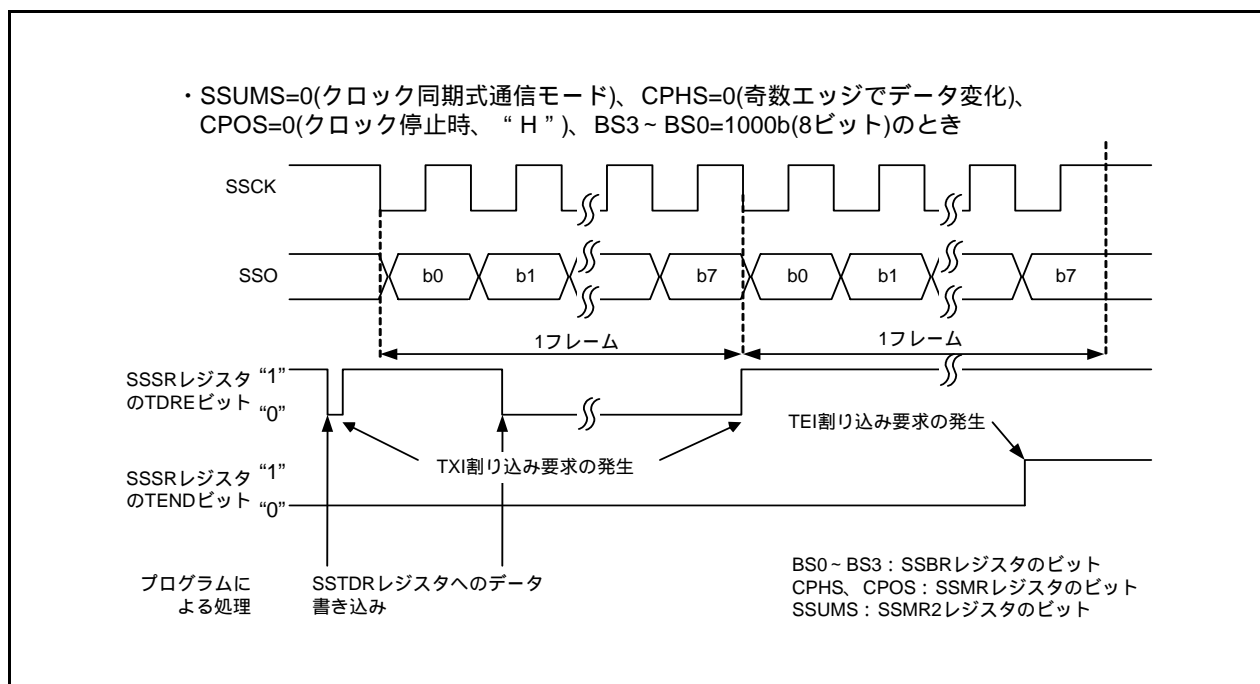 ・SSUMS=0(クロック同期式通信モード)、CPHS=0(奇数エッジでデータ変化)、
CPOS=0(クロック停止時、“H”)、BS3~BS0=1000b(8ビット)のとき
SSCK
SSO
b0
b1
b7
b0
b1
b7
1フレーム
1フレーム
SSSRレジスタ
のTDREビット
“1”
“0”
TXI割り込み要求の発生
TEI割り込み要求の発生
SSSRレジスタ
のTENDビット
“1”
“0”
プログラムに
よる処理
SSTDRレジスタへのデータ
書き込み
BS0~BS3:SSBRレジスタのビット
CPHS、CPOS:SSMRレジスタのビット
SSUMS:SSMR2レジスタのビット